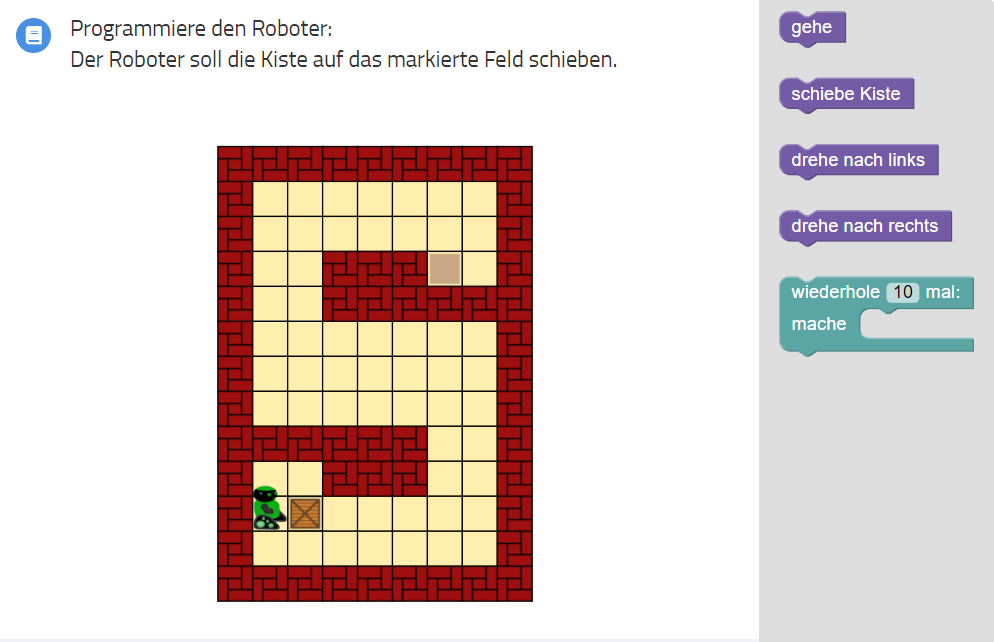 Programmiere den Roboter:
Der Roboter soll die Kiste auf das markierte Feld schieben.
gehe
schiebe Kiste
drehe nach links
drehe nach rechts
wiederhole 10 mal:
mache